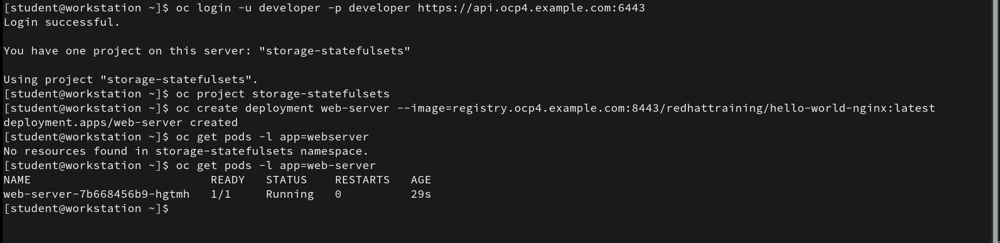 [student@workstation ~]$ oc login -u developer -p developer https://api.ocp4.example.com:6443
Login successful.
You have one project on this server: "storage-statefulsets"
Using project "storage-statefulsets".
[student@workstation ~]$ oc project storage-statefulsets
[student@workstation ~]$ oc create deployment web-server --image=registry.ocp4.example.com:8443/redhattraining/hello-world-nginx:latest
deployment.apps/web-server created
[student@workstation ~]$ oc get pods -l app=webserver
No resources found in storage-statefulsets namespace.
[student@workstation ~]$ oc get pods -l app=web-server
NAME                          READY   STATUS    RESTARTS   AGE
web-server-7b668456b9-hgtmh   1/1     Running   0          29s
[student@workstation ~]$